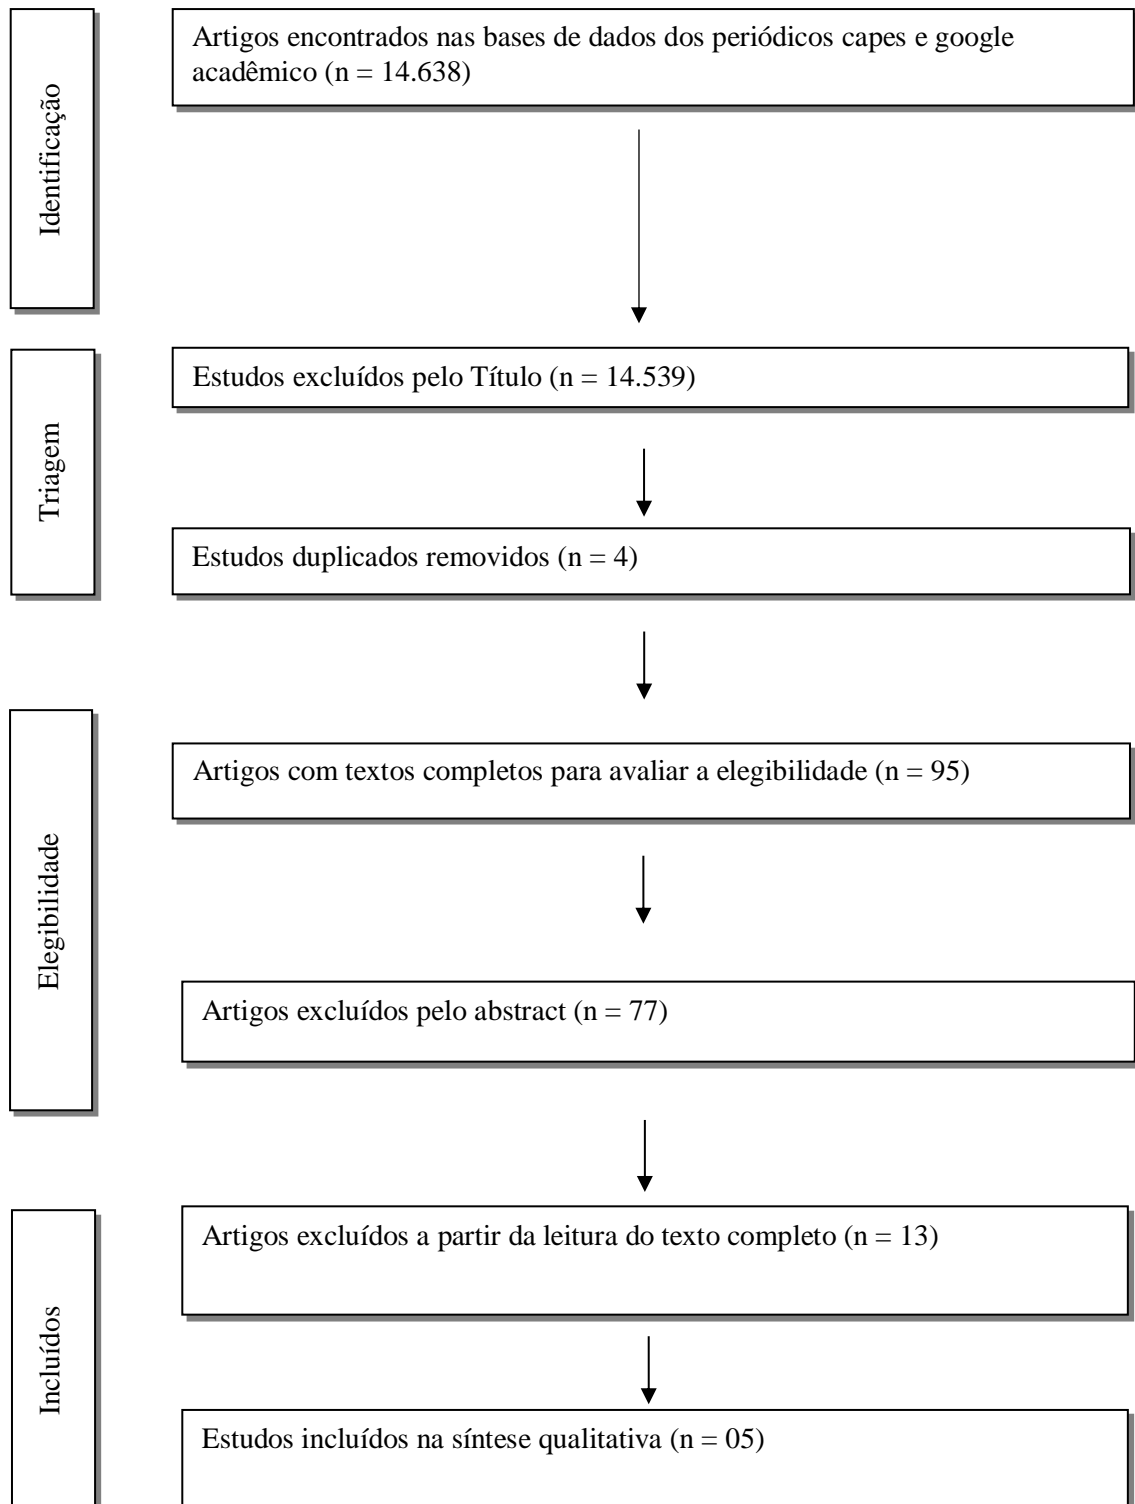 Identificação
Artigos encontrados nas bases de dados dos periódicos capes e google
acadêmico (n = 14.638)
Triagem
Estudos excluídos pelo Título (n = 14.539)
Estudos duplicados removidos (n = 4)
Elegibilidade
Artigos com textos completos para avaliar a elegibilidade (n = 95)
Artigos excluídos pelo abstract (n = 77)
Incluídos
Artigos excluídos a partir da leitura do texto completo (n = 13)
Estudos incluídos na síntese qualitativa (n = 05)